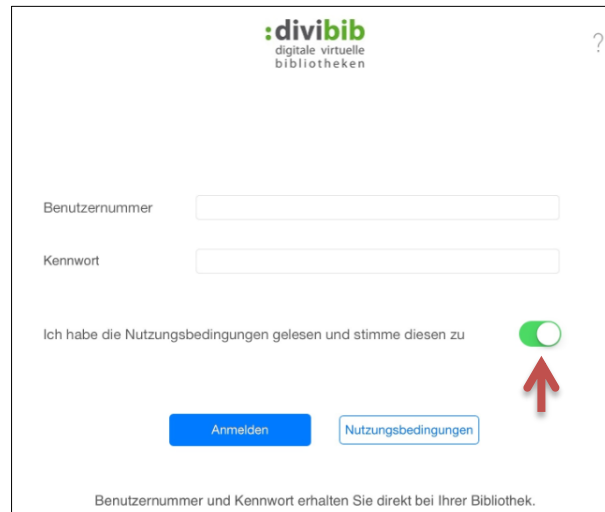 :divibib
digitale virtuelle
bibliotheken
?
Benutzernummer
Kennwort
Ich habe die Nutzungsbedingungen gelesen und stimme diesen zu
Anmelden
Nutzungsbedingungen
Benutzernummer und Kennwort erhalten Sie direkt bei Ihrer Bibliothek.